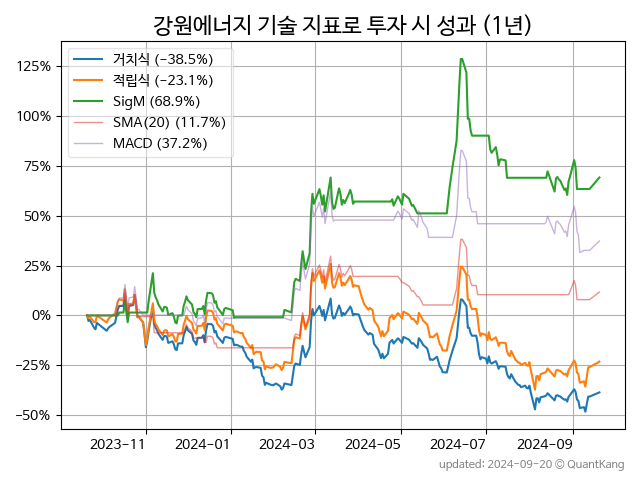 강원에너지 기술 지표로 투자 시 성과 (1년)
거치식 (−38.5%)
적립식 (−23.1%)
SigM (68.9%)
SMA(20) (11.7%)
MACD (37.2%)
125%
100%
75%
50%
25%
0%
−25%
−50%
2023−11 2024−01 2024−03 2024−05 2024−07 2024−09
updated: 2024−09−20 © QuantKang